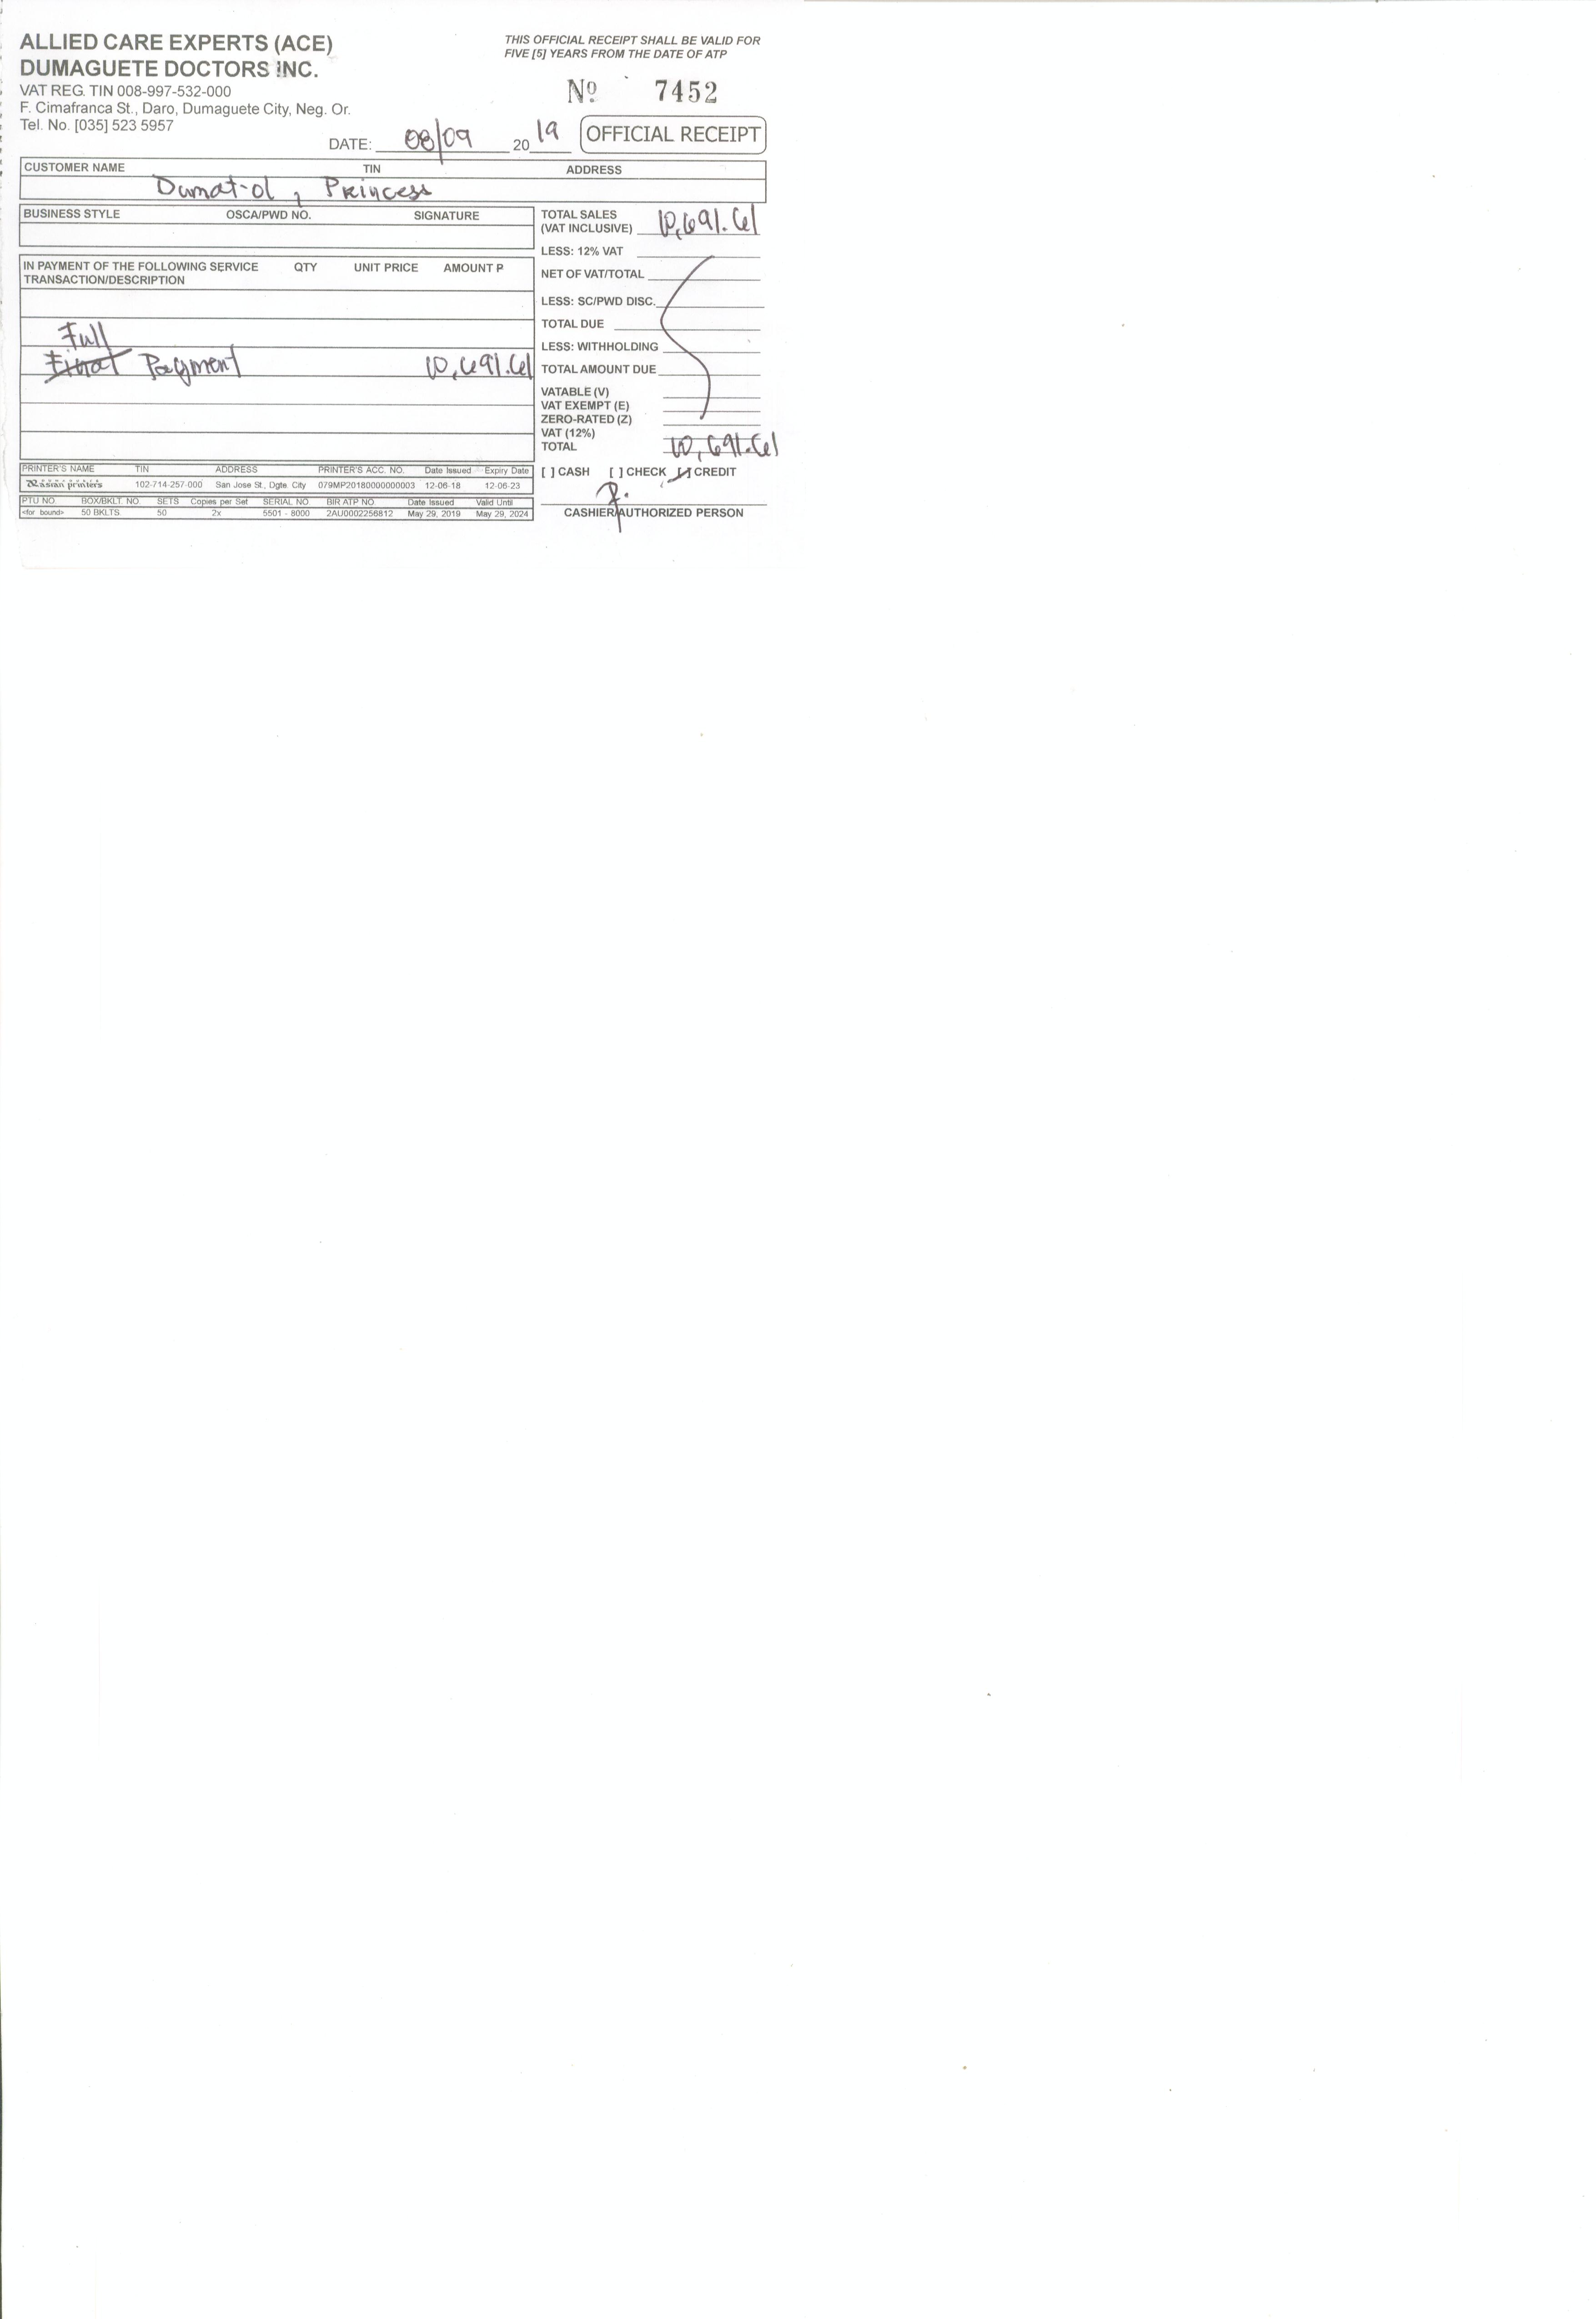 ALLIED CARE EXPERTS (ACE)
DUMAGUETE DOCTORS INC.
VAT REG. TIN 008-997-532-000
F. Cimafranca St., Daro, Dumaguete City, Neg. Or.
Tel. No. [035] 523 5957
THIS OFFICIAL RECEIPT SHALL BE VALID FOR
FIVE [5] YEARS FROM THE DATE OF ATP
Nº 7452
DATE: 08/09 2019
OFFICIAL RECEIPT
CUSTOMER NAME TIN ADDRESS
Dumat-ol, Princess
BUSINESS STYLE OSCA/PWD NO. SIGNATURE
IN PAYMENT OF THE FOLLOWING SERVICE QTY UNIT PRICE AMOUNT P
TRANSACTION/DESCRIPTION
Full
Final Payment 10,691.61
TOTAL SALES
(VAT INCLUSIVE) 10,691.61
LESS: 12% VAT
NET OF VAT/TOTAL
LESS: SC/PWD DISC.
TOTAL DUE
LESS: WITHHOLDING
TOTAL AMOUNT DUE
VATABLE (V)
VAT EXEMPT (E)
ZERO-RATED (Z)
VAT (12%)
TOTAL 10,691.61
[ ] CASH [ ] CHECK [✓] CREDIT
CASHIER/AUTHORIZED PERSON
PRINTER'S NAME TIN ADDRESS PRINTER'S ACC. NO. Date Issued Expiry Date
asian printers 102-714-257-000 San Jose St., Dgte. City 079MP20180000000003 12-06-18 12-06-23
PTU NO. BOX/BKLT. NO. SETS Copies per Set SERIAL NO. BIR ATP NO. Date Issued Valid Until
<for bound> 50 BKLTS. 50 2x 5501 - 8000 2AU0002256812 May 29, 2019 May 29, 2024